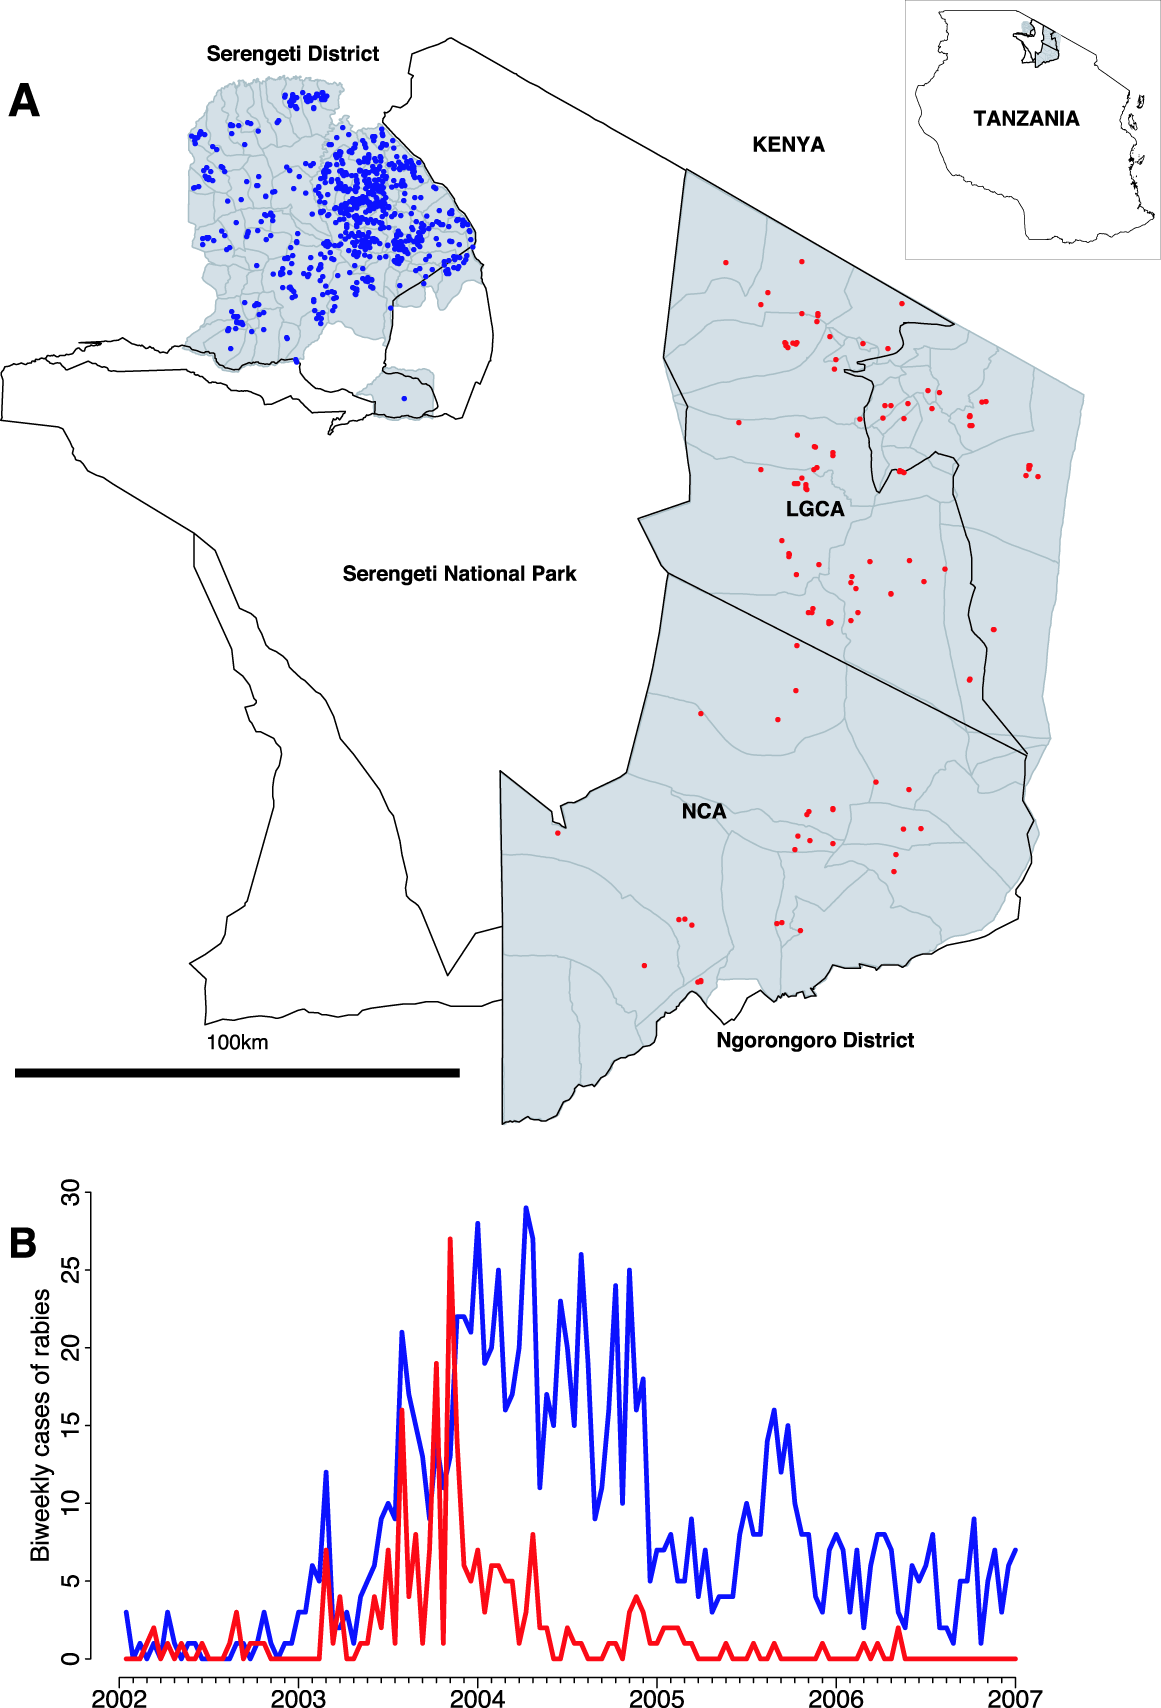 Serengeti District
A
KENYA
TANZANIA
LGCA
Serengeti National Park
NCA
100km
Ngorongoro District
B
Biweekly cases of rabies
30
25
20
15
10
5
0
2002 2003 2004 2005 2006 2007